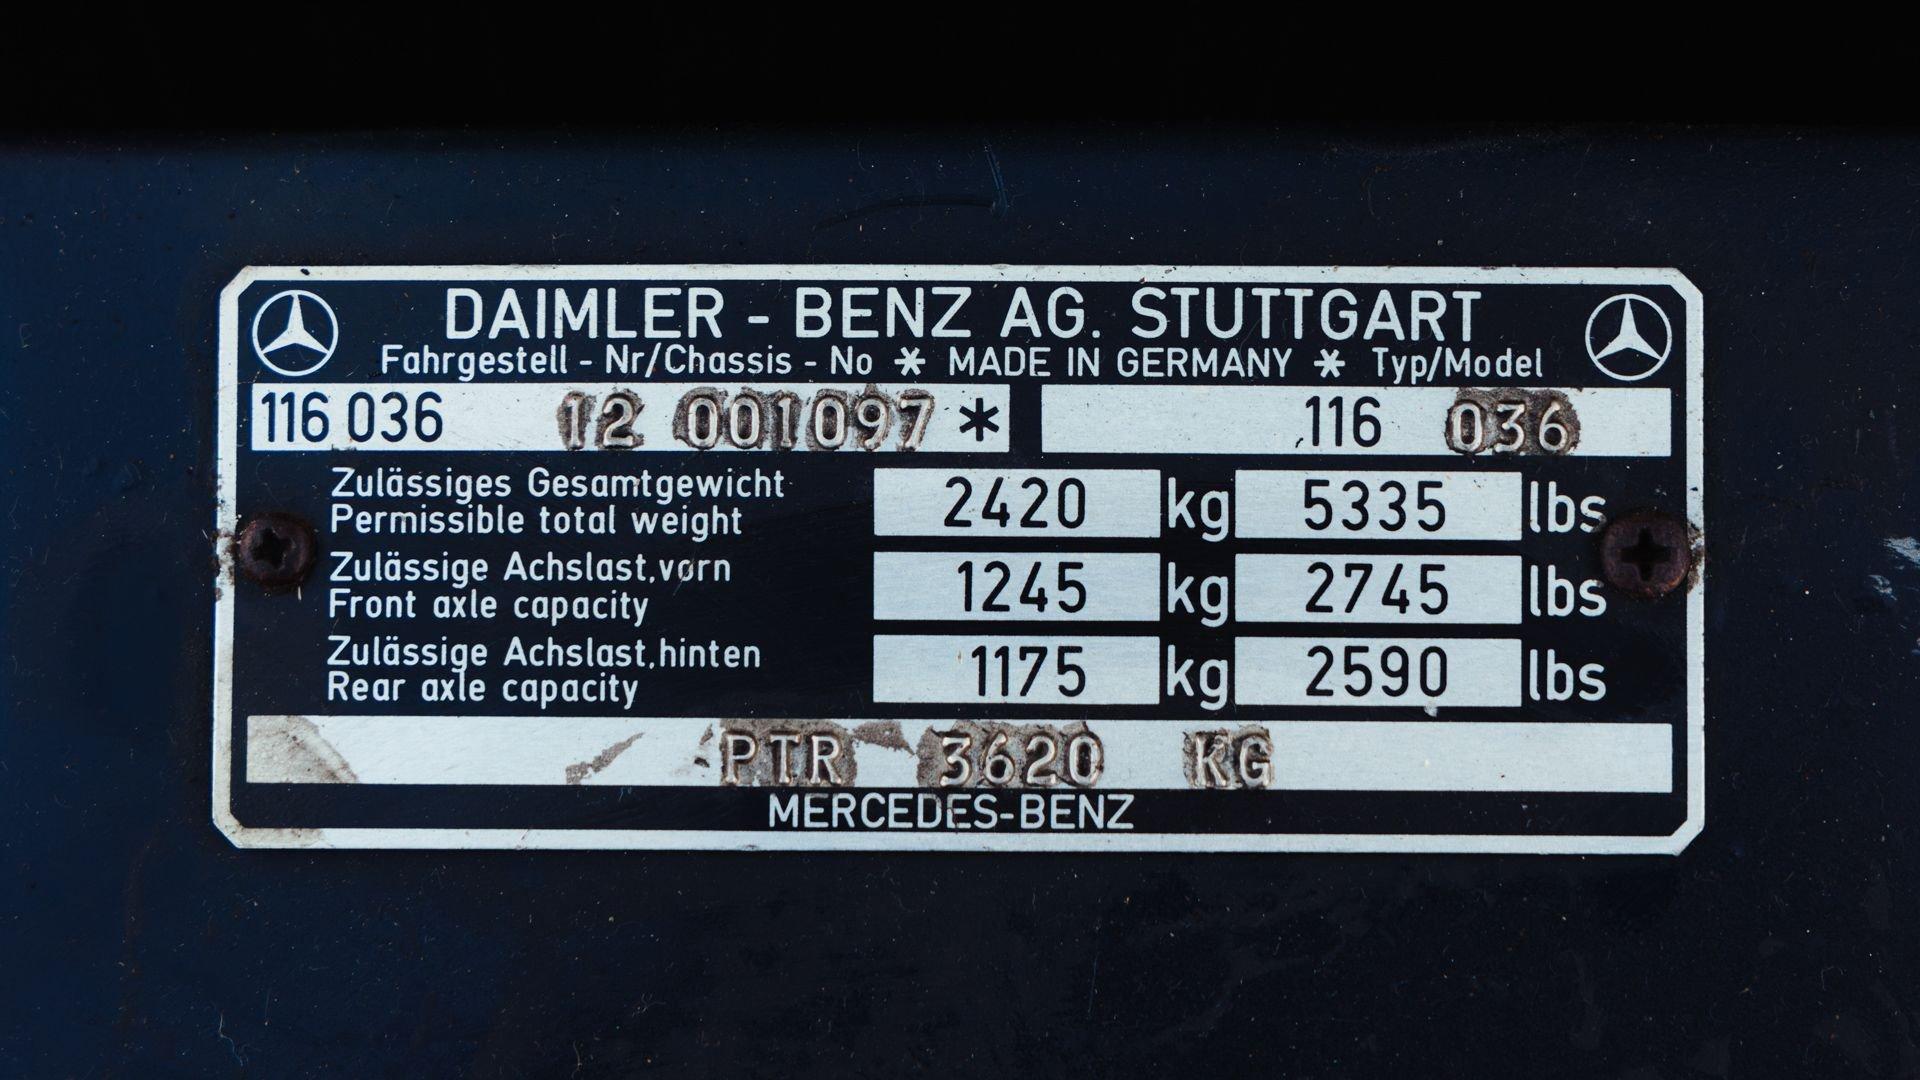 DAIMLER - BENZ AG. STUTTGART
Fahrgestell - Nr/Chassis - No * MADE IN GERMANY * Typ/Model
116 036 12 001097 * 116 036
Zulässiges Gesamtgewicht
Permissible total weight
2420 kg 5335 lbs
Zulässige Achslast,vorn
Front axle capacity
1245 kg 2745 lbs
Zulässige Achslast,hinten
Rear axle capacity
1175 kg 2590 lbs
PTR 3620 KG
MERCEDES-BENZ